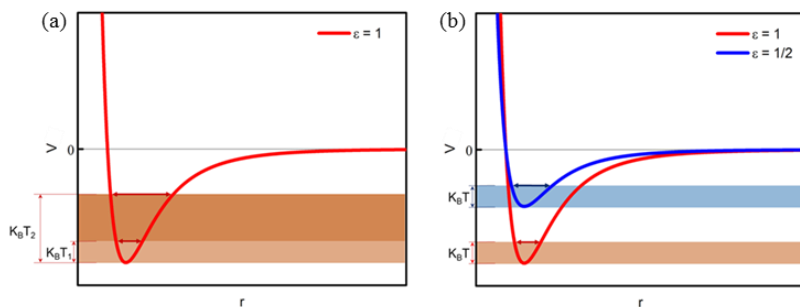 (a)
ε = 1
V
0
K_BT_2
K_BT_1
r
(b)
ε = 1
ε = 1/2
V
0
K_BT
K_BT
r